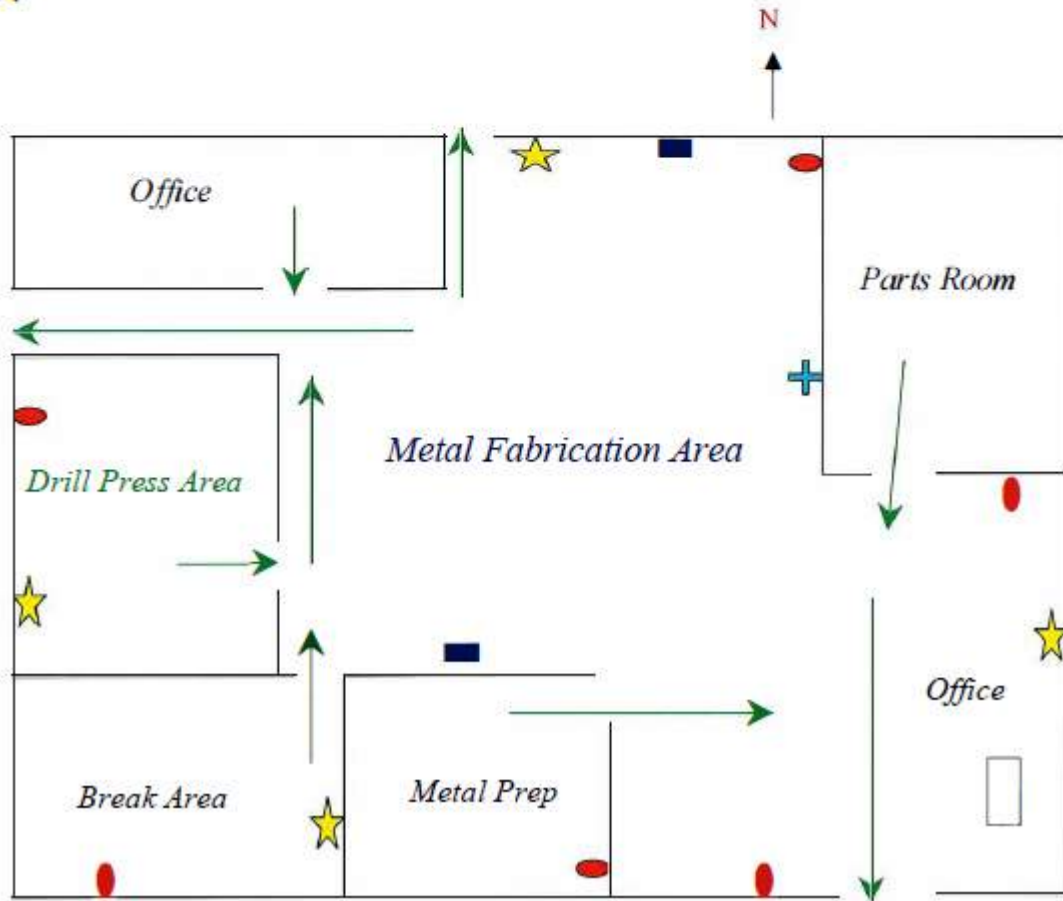 N
Office
Parts Room
Metal Fabrication Area
Drill Press Area
Office
Break Area
Metal Prep